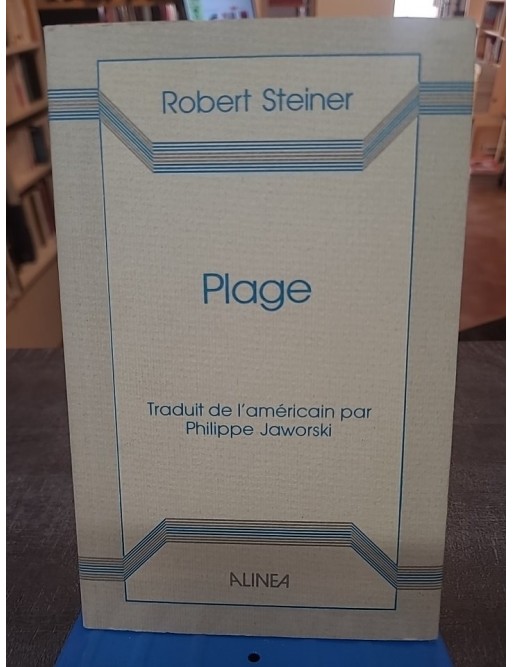 Robert Steiner
Plage
Traduit de l'américain par
Philippe Jaworski
ALINEA